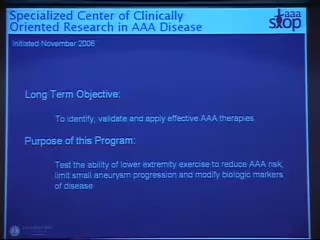 Specialized Center of Clinically
Oriented Research in AAA Disease
aaa
stop
Initiated November 2006
Long Term Objective:
To identify, validate and apply effective AAA therapies
Purpose of this Program:
Test the ability of lower extremity exercise to reduce AAA risk,
limit small aneurysm progression and modify biologic markers
of disease